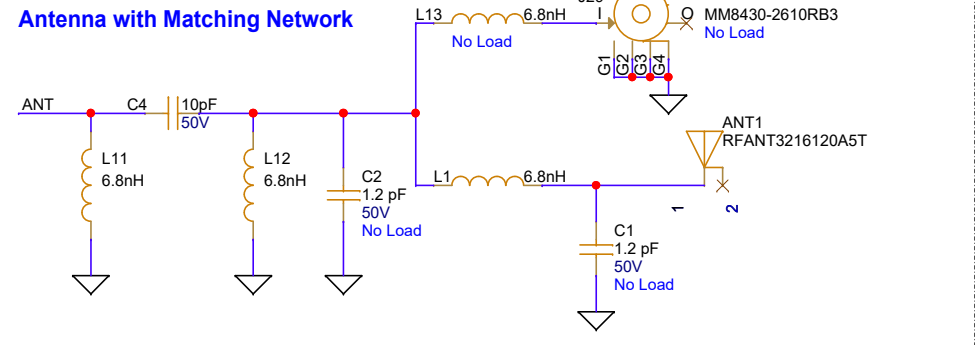 Antenna with Matching Network
L13
6.8nH
No Load
I
O
MM8430-2610RB3
No Load
G1
G2
G3
G4
ANT
C4
10pF
50V
L11
6.8nH
L12
6.8nH
C2
1.2 pF
50V
No Load
L1
6.8nH
ANT1
RFANT3216120A5T
1
2
C1
1.2 pF
50V
No Load